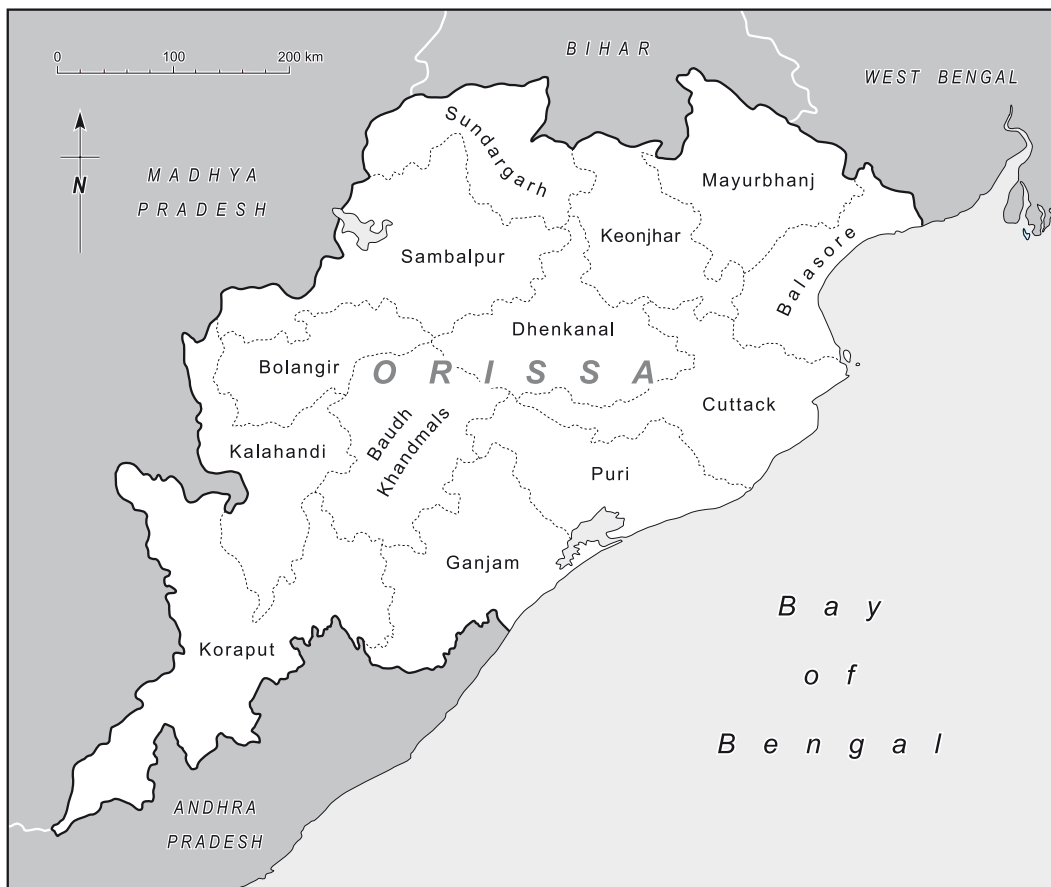 0 100 200 km
BIHAR
WEST BENGAL
N
MADHYA
PRADESH
Sundargarh
Mayurbhanj
Keonjhar
Balasore
Sambalpur
Dhenkanal
Bolangir
ORISSA
Cuttack
Baudh
Khandmals
Kalahandi
Puri
Ganjam
Koraput
Bay
of
Bengal
ANDHRA
PRADESH